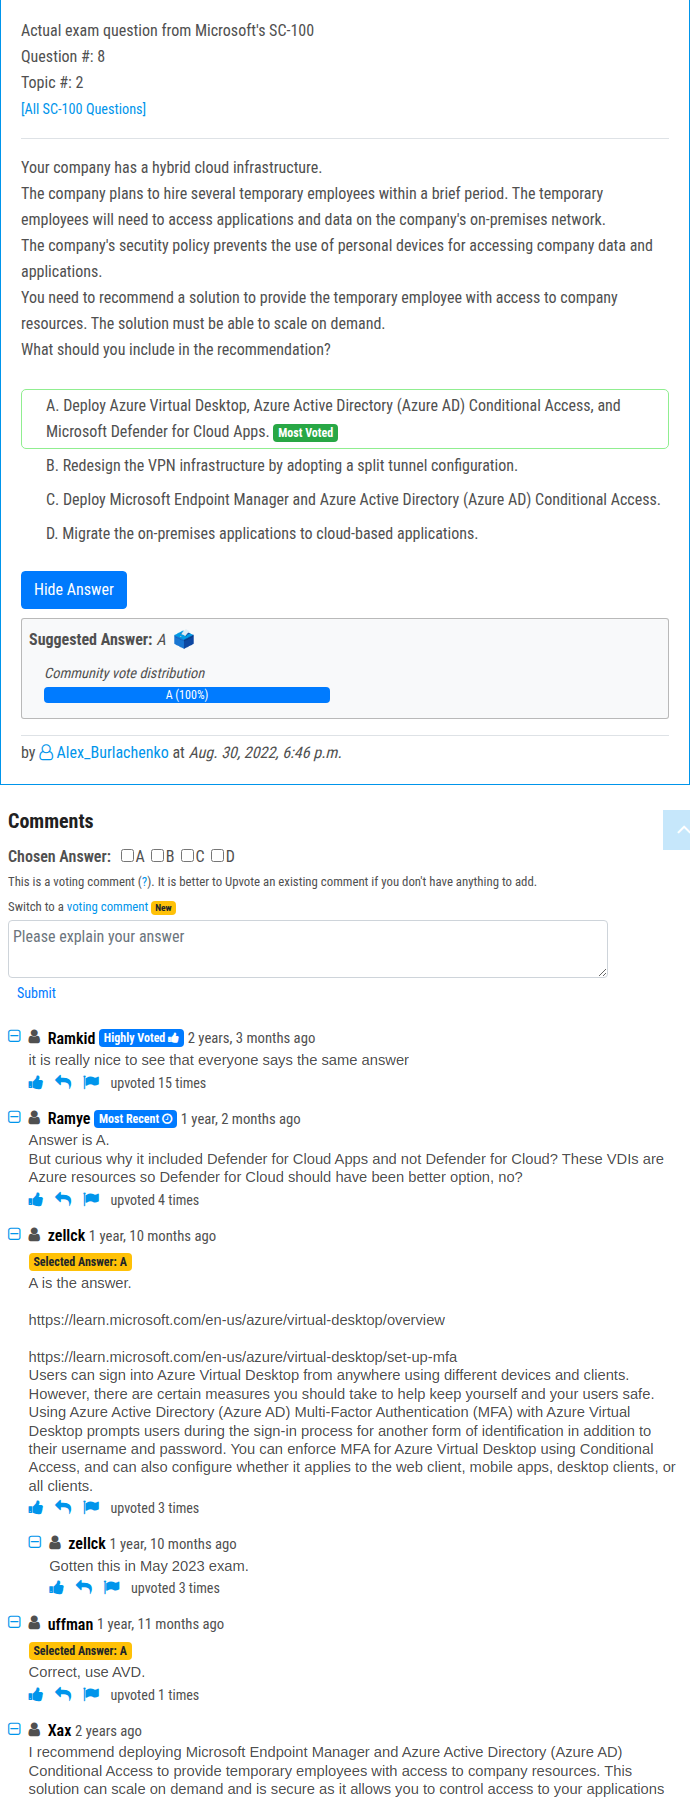 Actual exam question from Microsoft's SC-100
Question #: 8
Topic #: 2
[All SC-100 Questions]
Your company has a hybrid cloud infrastructure.
The company plans to hire several temporary employees within a brief period. The temporary
employees will need to access applications and data on the company's on-premises network.
The company's secutity policy prevents the use of personal devices for accessing company data and
applications.
You need to recommend a solution to provide the temporary employee with access to company
resources. The solution must be able to scale on demand.
What should you include in the recommendation?
A. Deploy Azure Virtual Desktop, Azure Active Directory (Azure AD) Conditional Access, and
Microsoft Defender for Cloud Apps. Most Voted
B. Redesign the VPN infrastructure by adopting a split tunnel configuration.
C. Deploy Microsoft Endpoint Manager and Azure Active Directory (Azure AD) Conditional Access.
D. Migrate the on-premises applications to cloud-based applications.
Hide Answer
Suggested Answer: A
Community vote distribution
A (100%)
by Alex_Burlachenko at Aug. 30, 2022, 6:46 p.m.
Comments
Chosen Answer: A B C D
This is a voting comment (?). It is better to Upvote an existing comment if you don't have anything to add.
Switch to a voting comment New
Please explain your answer
Submit
Ramkid Highly Voted 2 years, 3 months ago
it is really nice to see that everyone says the same answer
upvoted 15 times
Ramye Most Recent 1 year, 2 months ago
Answer is A.
But curious why it included Defender for Cloud Apps and not Defender for Cloud? These VDIs are
Azure resources so Defender for Cloud should have been better option, no?
upvoted 4 times
zellck 1 year, 10 months ago
Selected Answer: A
A is the answer.
https://learn.microsoft.com/en-us/azure/virtual-desktop/overview
https://learn.microsoft.com/en-us/azure/virtual-desktop/set-up-mfa
Users can sign into Azure Virtual Desktop from anywhere using different devices and clients.
However, there are certain measures you should take to help keep yourself and your users safe.
Using Azure Active Directory (Azure AD) Multi-Factor Authentication (MFA) with Azure Virtual
Desktop prompts users during the sign-in process for another form of identification in addition to
their username and password. You can enforce MFA for Azure Virtual Desktop using Conditional
Access, and can also configure whether it applies to the web client, mobile apps, desktop clients, or
all clients.
upvoted 3 times
zellck 1 year, 10 months ago
Gotten this in May 2023 exam.
upvoted 3 times
uffman 1 year, 11 months ago
Selected Answer: A
Correct, use AVD.
upvoted 1 times
Xax 2 years ago
I recommend deploying Microsoft Endpoint Manager and Azure Active Directory (Azure AD)
Conditional Access to provide temporary employees with access to company resources. This
solution can scale on demand and is secure as it allows you to control access to your applications